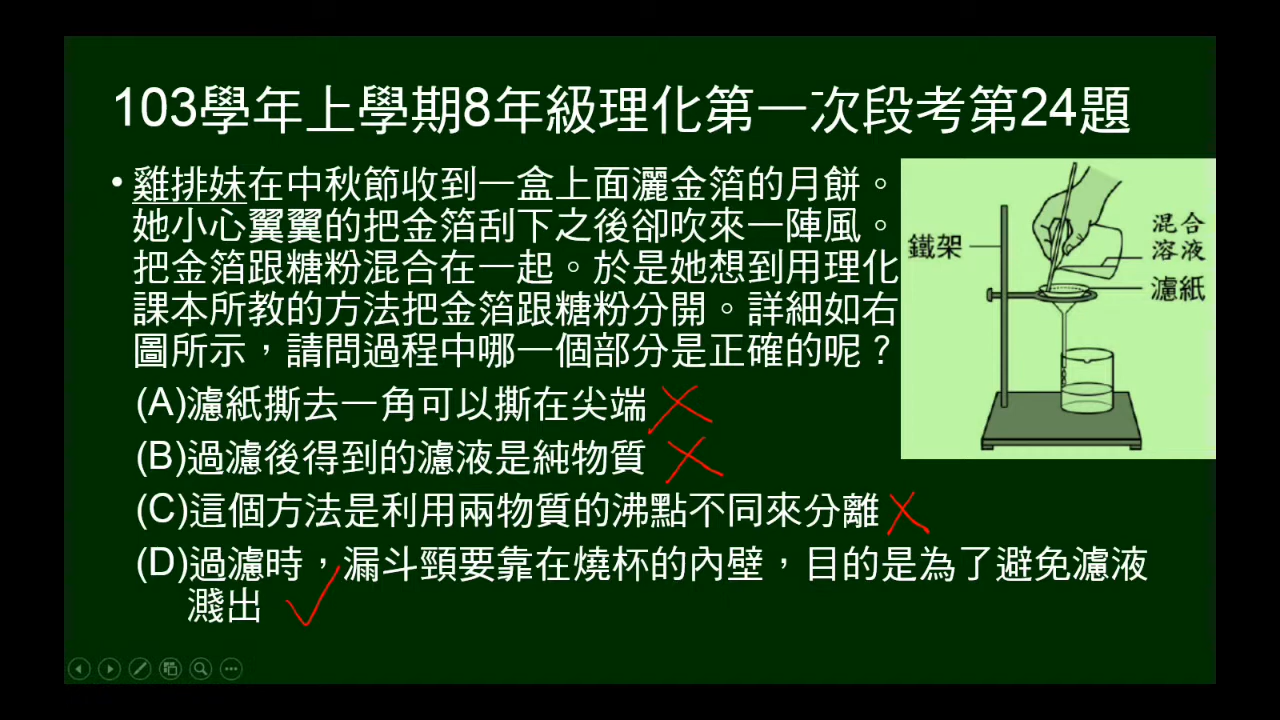 103學年上學期8年級理化第一次段考第24題
• 雞排妹在中秋節收到一盒上面灑金箔的月餅。
她小心翼翼的把金箔刮下之後卻吹來一陣風。
把金箔跟糖粉混合在一起。於是她想到用理化
課本所教的方法把金箔跟糖粉分開。詳細如右
圖所示，請問過程中哪一個部分是正確的呢？
(A)濾紙撕去一角可以撕在尖端
(B)過濾後得到的濾液是純物質
(C)這個方法是利用兩物質的沸點不同來分離
(D)過濾時，漏斗頸要靠在燒杯的內壁，目的是為了避免濾液
濺出
混合
溶液
鐵架
濾紙